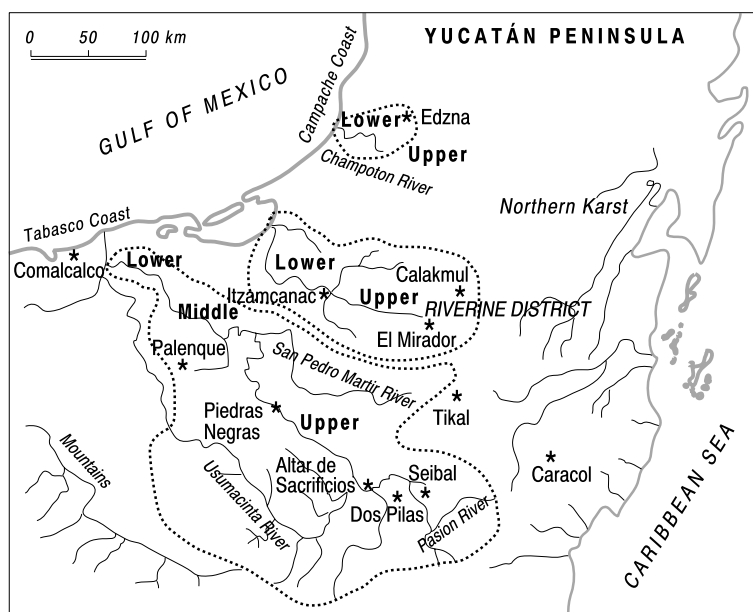 YUCATÁN PENINSULA
0 50 100 km
GULF OF MEXICO
Campache Coast
Lower
Edzna
Upper
Champoton River
Northern Karst
Tabasco Coast
Comalcalco
Lower
Lower
Calakmul
Itzamçanac
Upper
RIVERINE DISTRICT
Middle
El Mirador
Palenque
San Pedro Martir River
Tikal
Piedras
Negras
Upper
Mountains
Usumacinta River
Altar de
Sacrificios
Seibal
Caracol
Dos Pilas
Pasion River
CARIBBEAN SEA